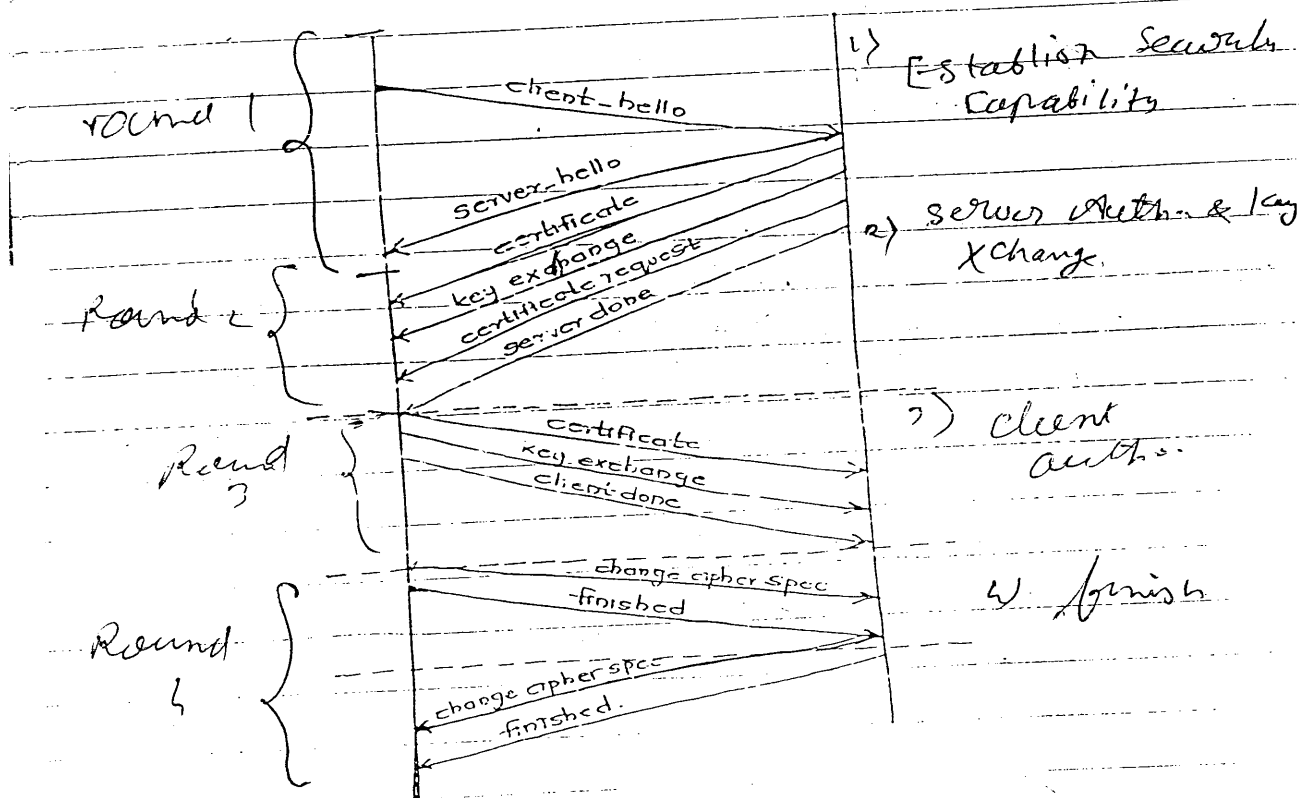 round 1
client_hello
1) Establish Security
Capability
server_hello
certificate
key exchange
certificate request
server done
2) Server Auth. & Key
Xchange.
Round 2
certificate
key exchange
client-done
3) client
autho.
Round
3
change cipher spec
finished
4) finish
change cipher spec
finished.
Round
4